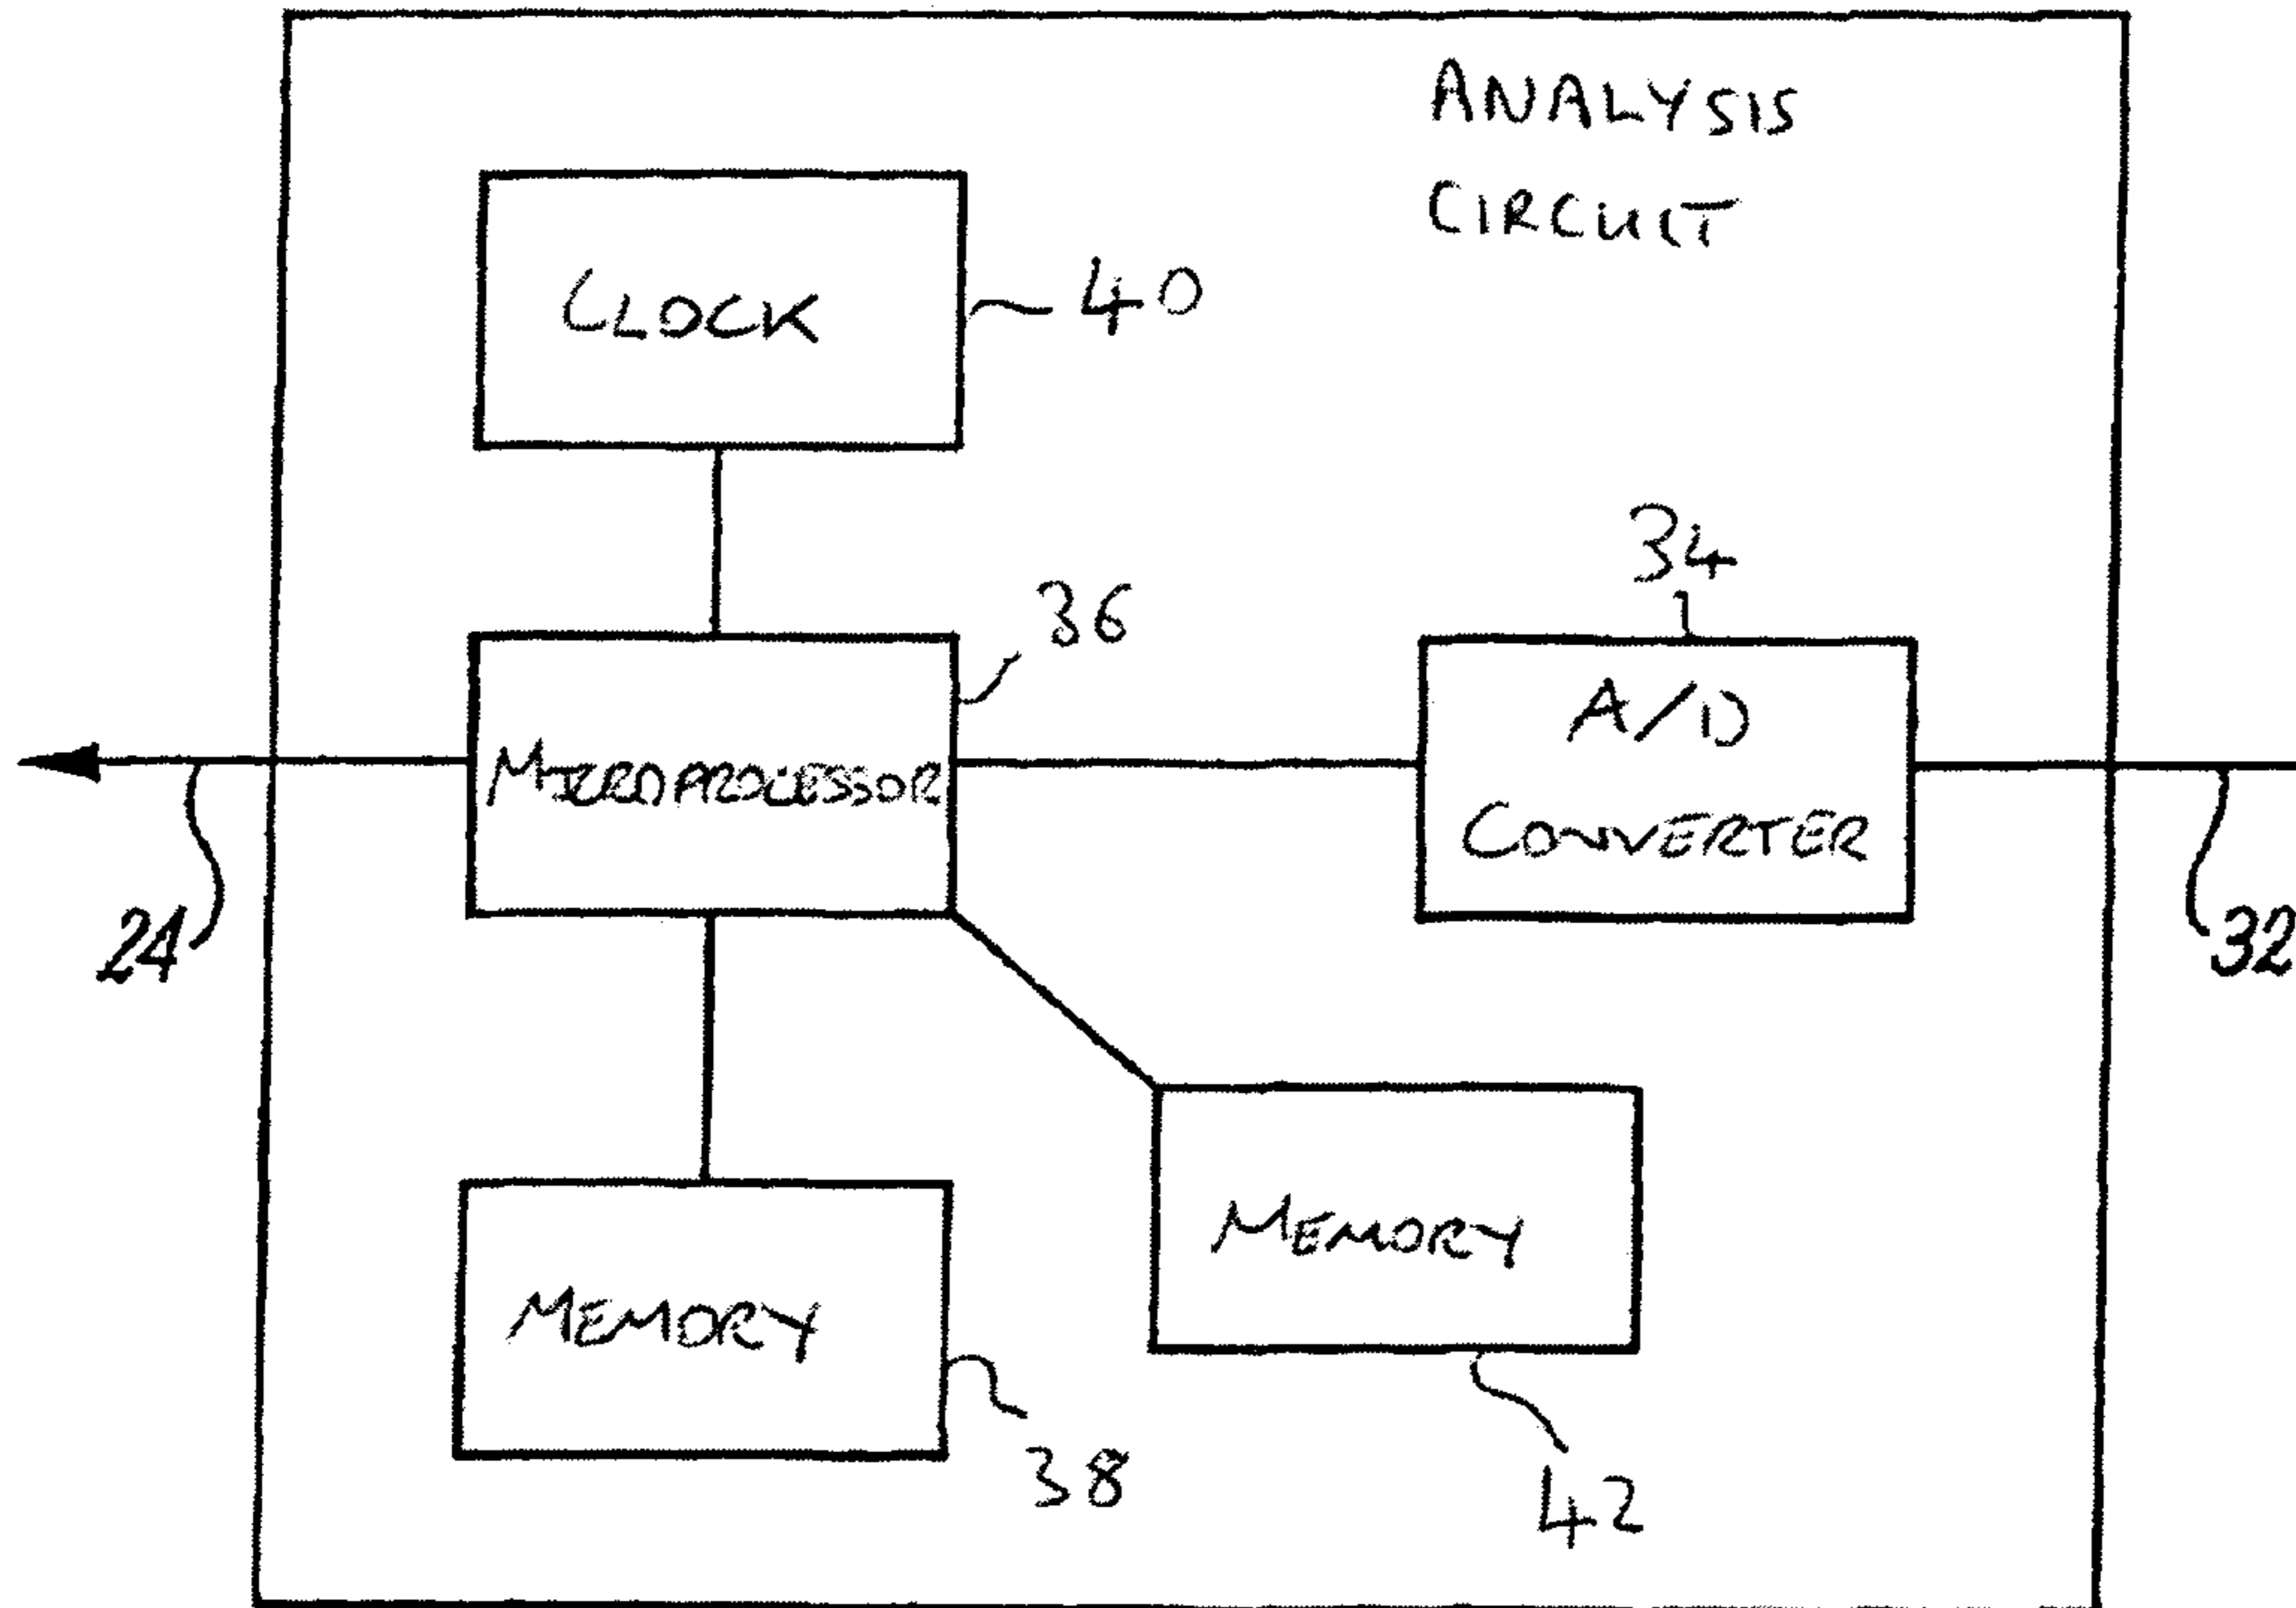 ANALYSIS
CIRCUIT
CLOCK
40
34
36
A/D
CONVERTER
MICROPROCESSOR
24
32
MEMORY
42
MEMORY
38